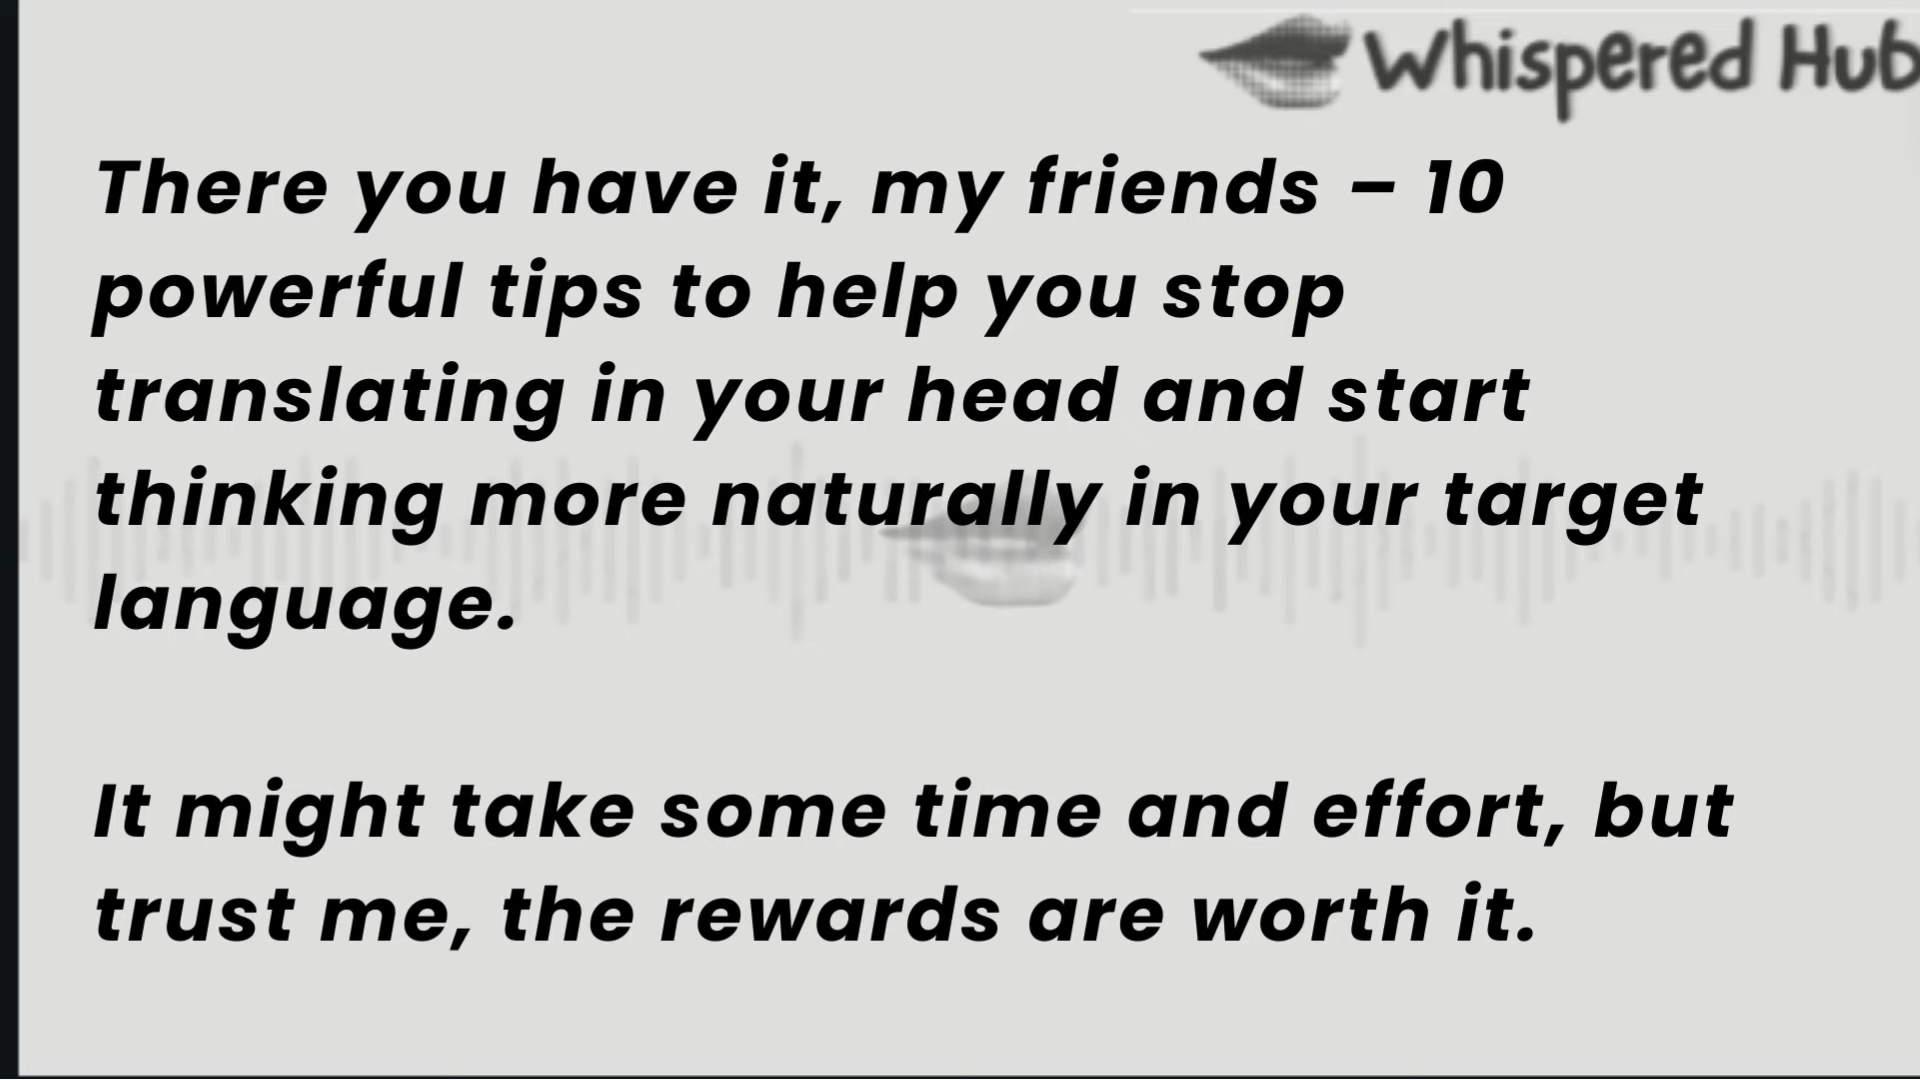 Whispered Hub
There you have it, my friends – 10
powerful tips to help you stop
translating in your head and start
thinking more naturally in your target
language.
It might take some time and effort, but
trust me, the rewards are worth it.